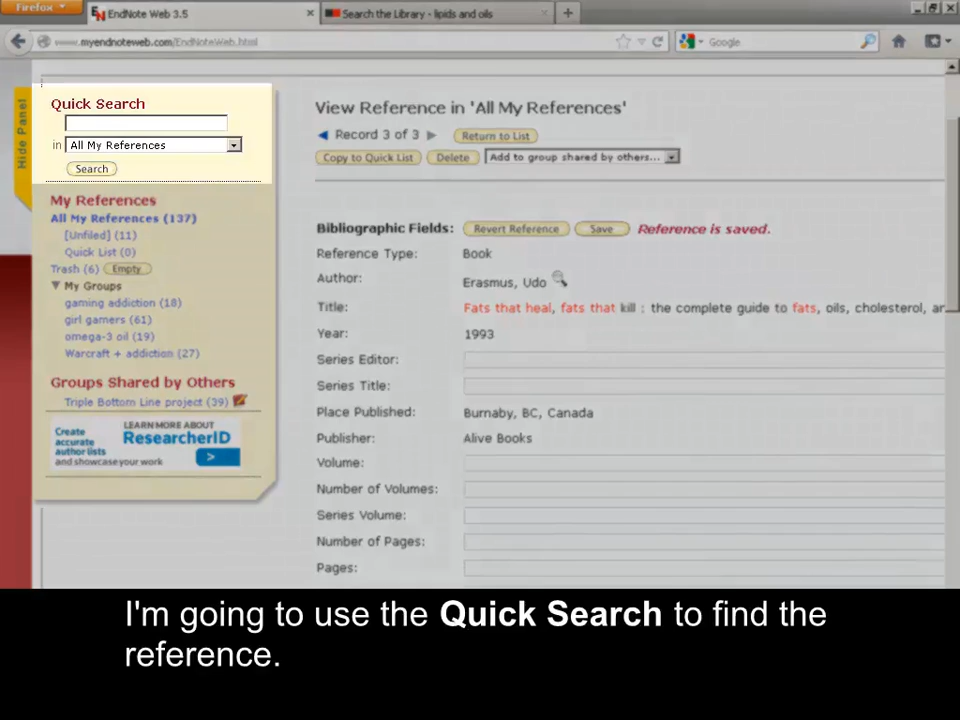 Firefox
EndNote Web 3.5
Search the Library - lipids and oils
www.myendnoteweb.com/EndNoteWeb.html
Google
Hide Panel
Quick Search
in All My References
Search
My References
All My References (137)
[Unfiled] (11)
Quick List (0)
Trash (6) Empty
My Groups
gaming addiction (18)
girl gamers (61)
omega-3 oil (19)
Warcraft + addiction (27)
Groups Shared by Others
Triple Bottom Line project (39)
Create
accurate
author lists
and showcase your work
LEARN MORE ABOUT
ResearcherID
>
View Reference in 'All My References'
Record 3 of 3 Return to List
Copy to Quick List Delete Add to group shared by others...
Bibliographic Fields: Revert Reference Save Reference is saved.
Reference Type: Book
Author: Erasmus, Udo
Title: Fats that heal, fats that kill : the complete guide to fats, oils, cholesterol, ar
Year: 1993
Series Editor:
Series Title:
Place Published: Burnaby, BC, Canada
Publisher: Alive Books
Volume:
Number of Volumes:
Series Volume:
Number of Pages:
Pages:
I'm going to use the Quick Search to find the
reference.